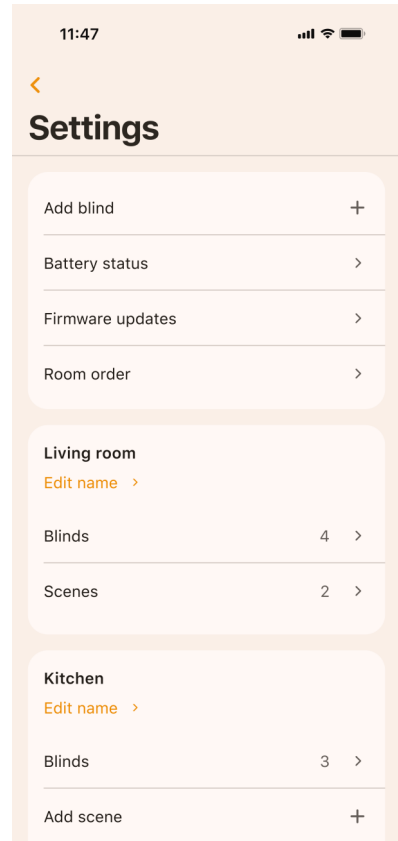 11:47
Settings
Add blind
Battery status
Firmware updates
Room order
Living room
Edit name
Blinds 4
Scenes 2
Kitchen
Edit name
Blinds 3
Add scene